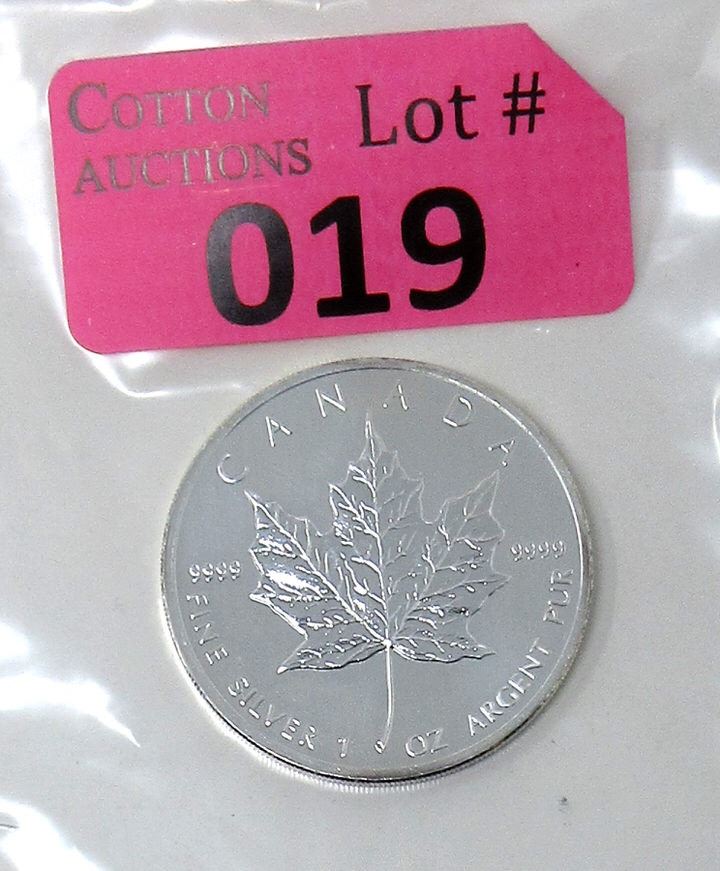 COTTON
AUCTIONS
Lot #
019
CANADA
9999
9999
FINE SILVER 1 OZ ARGENT PUR